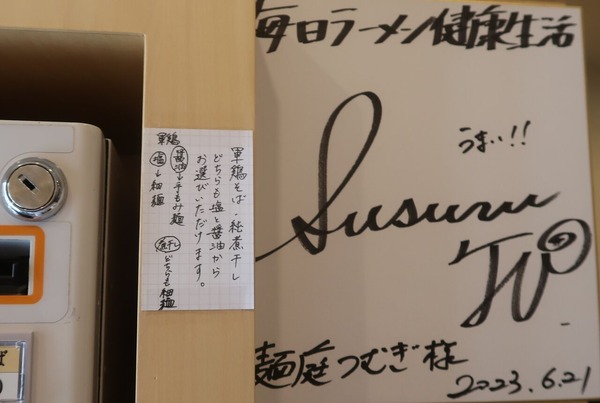 軍鶏そば・純煮干し
どちらも塩と醤油から
お選びいただけます。
軍鶏
醤油→手もみ麺
塩→細麺
煮干し どちらも細麺
毎日ラーメン健康生活
うまい!!
Susuru
TV
麺庭つむぎ様
2023.6.21